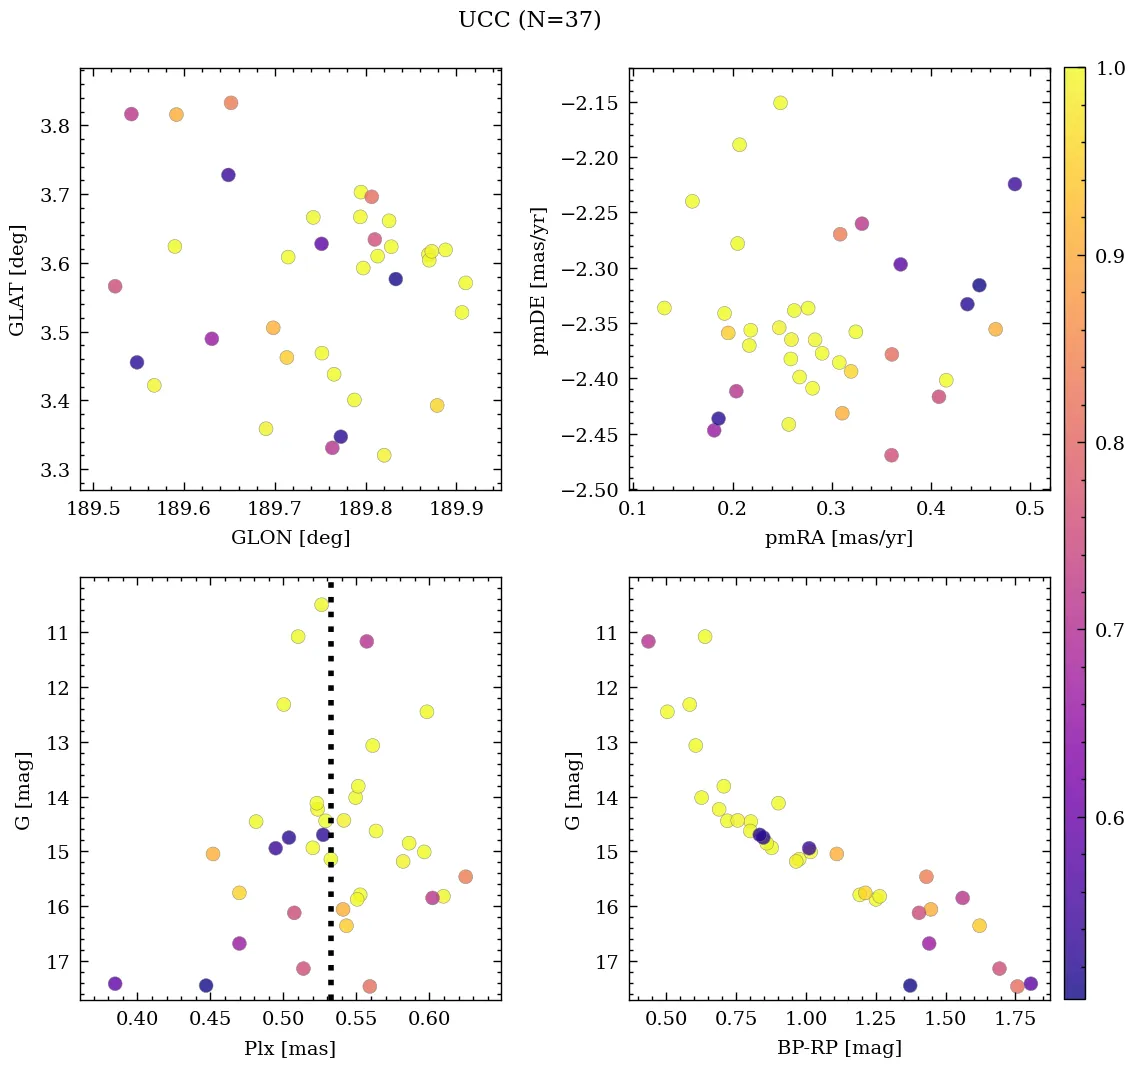 UCC (N=37)
3.8
3.7
3.6
3.5
3.4
3.3
GLAT [deg]
189.5 189.6 189.7 189.8 189.9
GLON [deg]
−2.15
−2.20
−2.25
−2.30
−2.35
−2.40
−2.45
−2.50
pmDE [mas/yr]
0.1 0.2 0.3 0.4 0.5
pmRA [mas/yr]
11
12
13
14
15
16
17
G [mag]
0.40 0.45 0.50 0.55 0.60
Plx [mas]
11
12
13
14
15
16
17
G [mag]
0.50 0.75 1.00 1.25 1.50 1.75
BP-RP [mag]
1.0
0.9
0.8
0.7
0.6